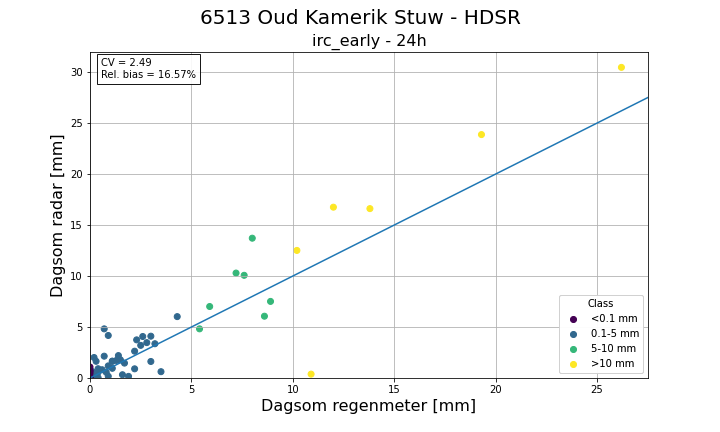 6513 Oud Kamerik Stuw - HDSR
irc_early - 24h
CV = 2.49
Rel. bias = 16.57%
30
25
20
15
10
5
0
Dagsom radar [mm]
0
5
10
15
20
25
Dagsom regenmeter [mm]
Class
<0.1 mm
0.1-5 mm
5-10 mm
>10 mm